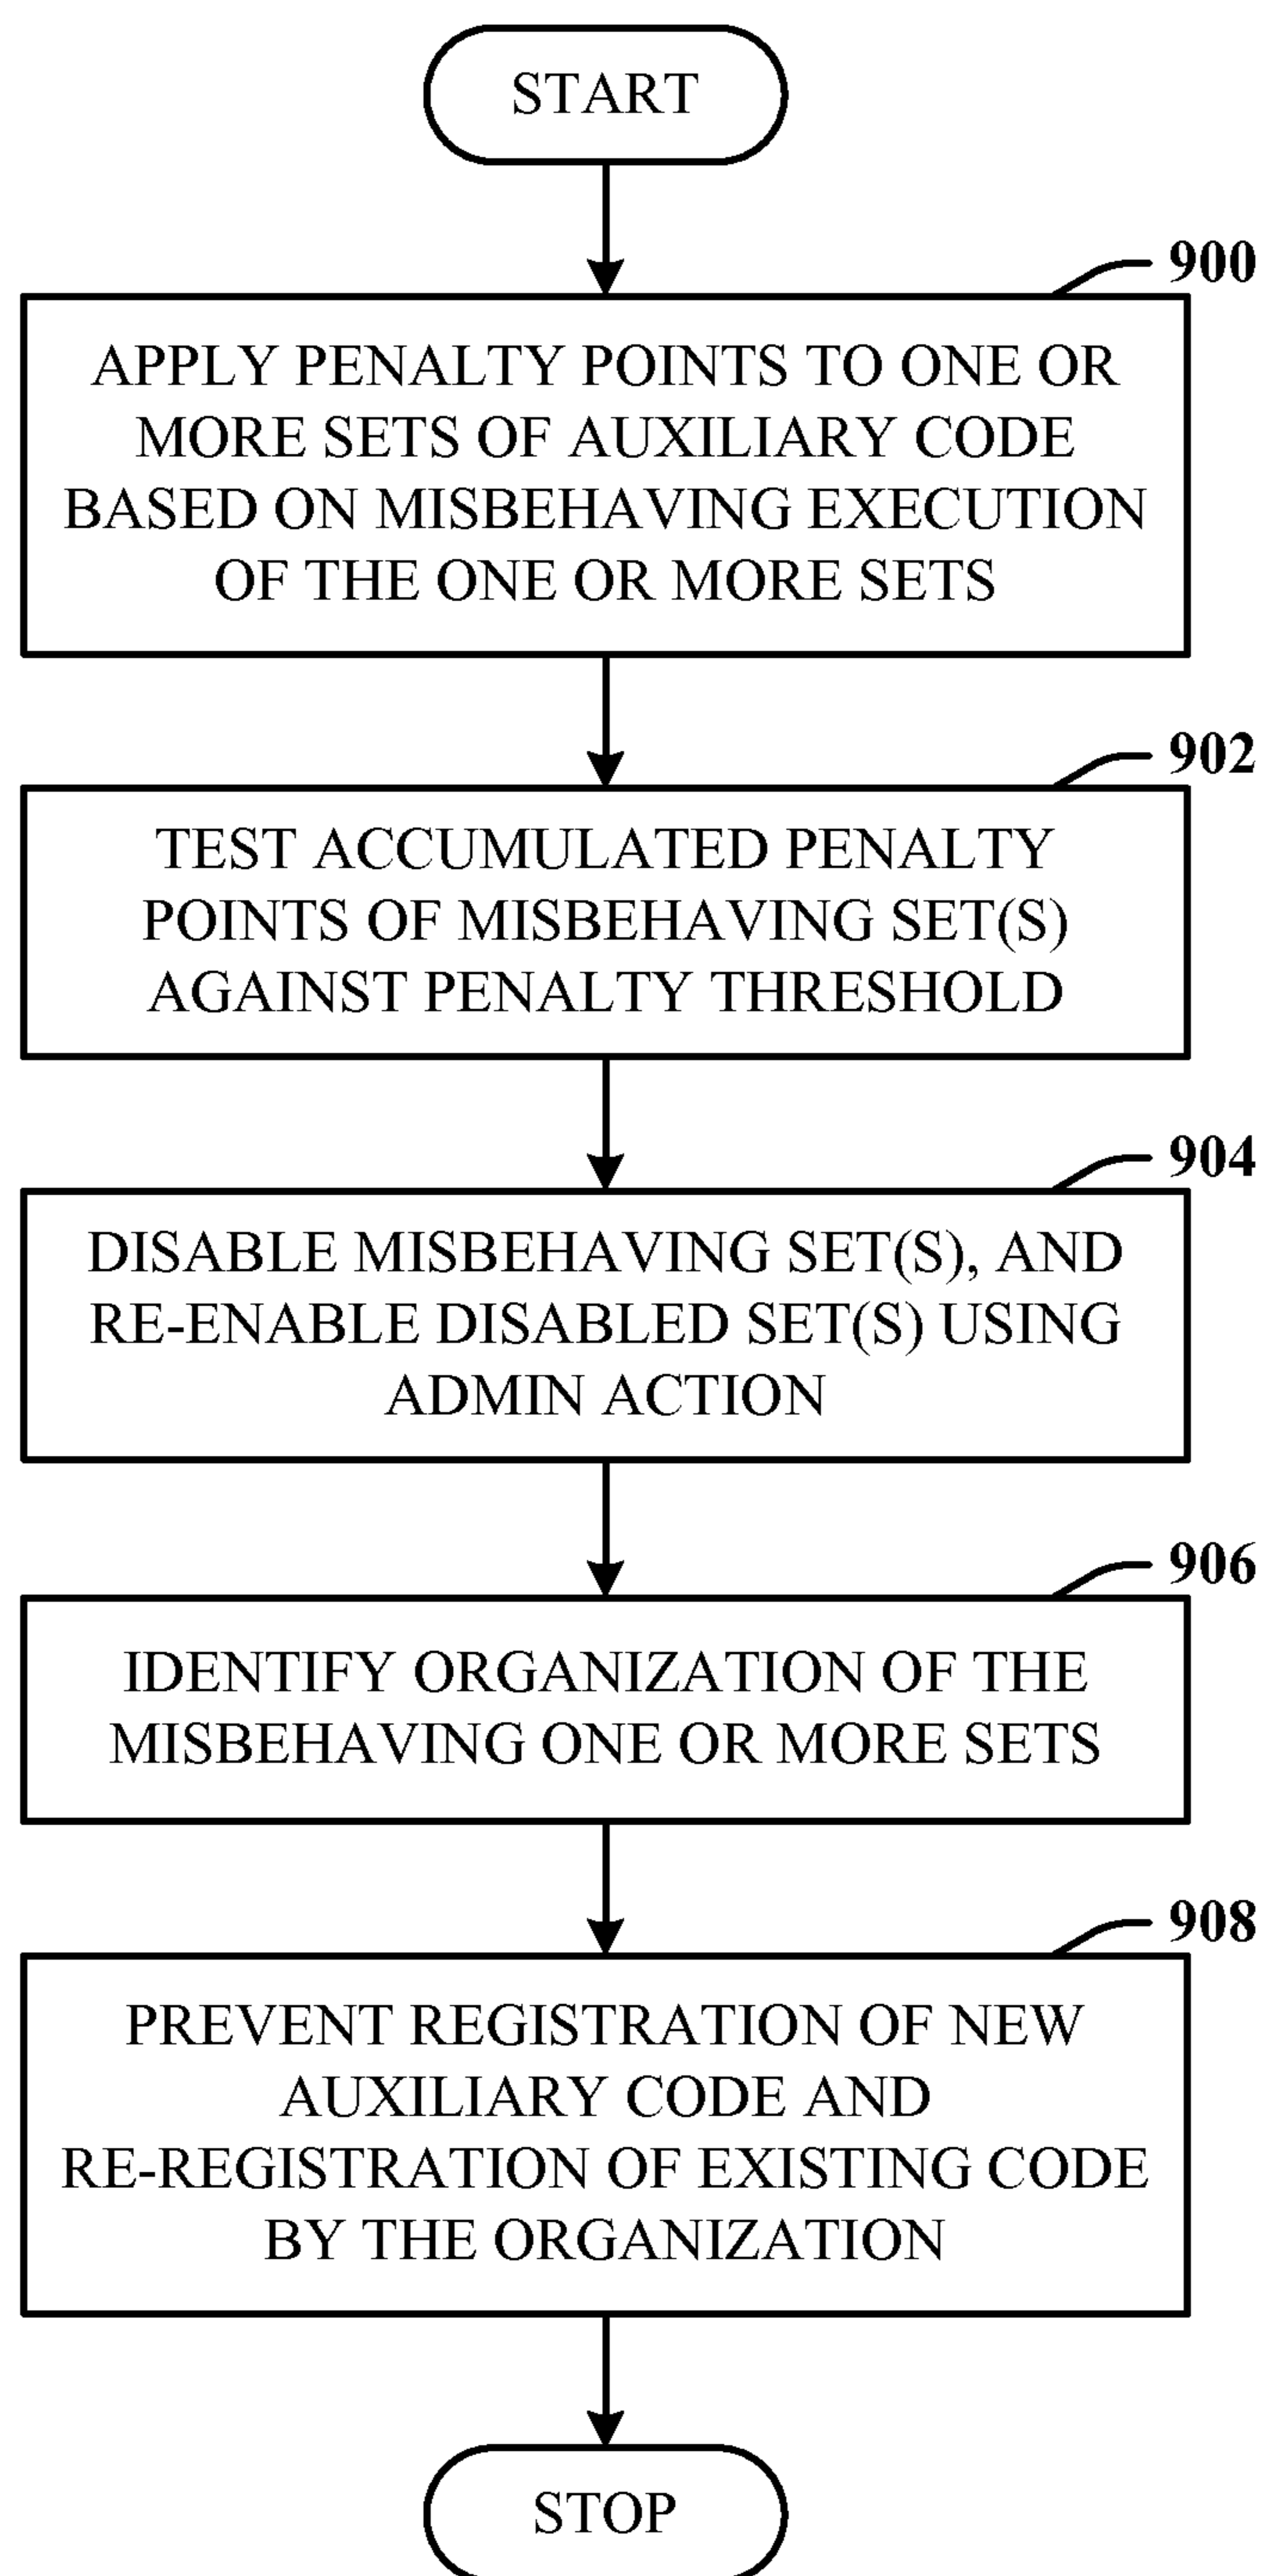 START
900
APPLY PENALTY POINTS TO ONE OR
MORE SETS OF AUXILIARY CODE
BASED ON MISBEHAVING EXECUTION
OF THE ONE OR MORE SETS
902
TEST ACCUMULATED PENALTY
POINTS OF MISBEHAVING SET(S)
AGAINST PENALTY THRESHOLD
904
DISABLE MISBEHAVING SET(S), AND
RE-ENABLE DISABLED SET(S) USING
ADMIN ACTION
906
IDENTIFY ORGANIZATION OF THE
MISBEHAVING ONE OR MORE SETS
908
PREVENT REGISTRATION OF NEW
AUXILIARY CODE AND
RE-REGISTRATION OF EXISTING CODE
BY THE ORGANIZATION
STOP